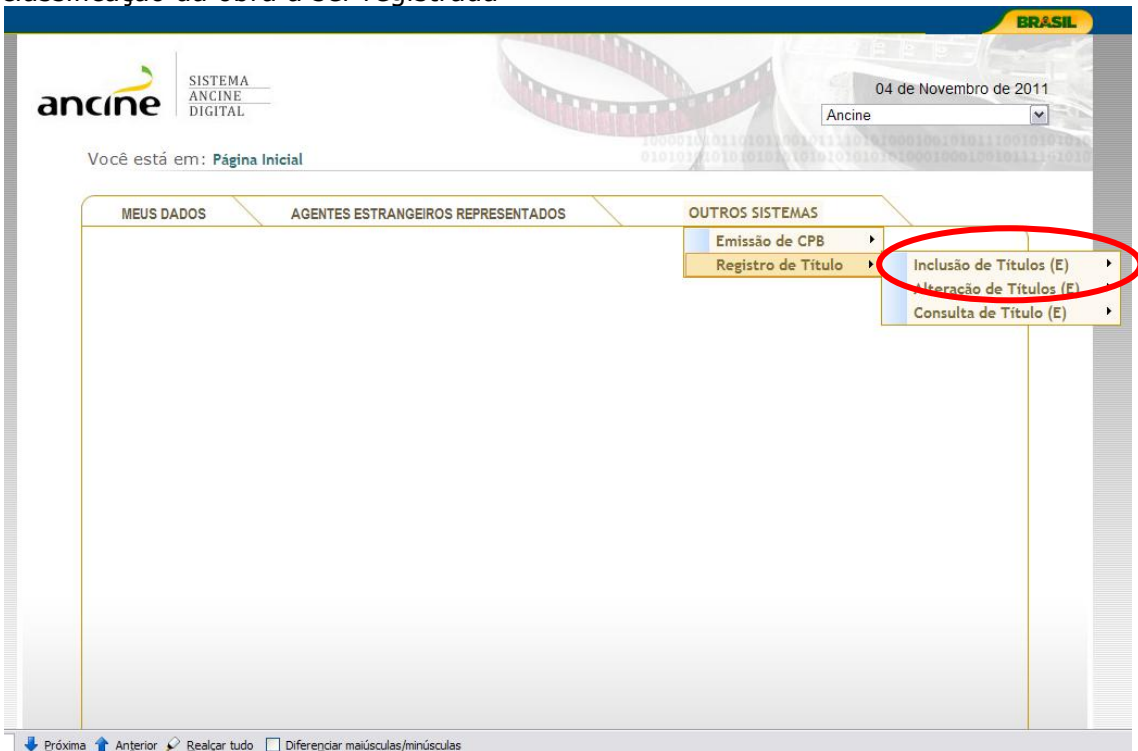 classificação da obra a ser registrada
BRASIL
ancine
SISTEMA
ANCINE
DIGITAL
04 de Novembro de 2011
Ancine
Você está em: Página Inicial
MEUS DADOS
AGENTES ESTRANGEIROS REPRESENTADOS
OUTROS SISTEMAS
Emissão de CPB
Registro de Título
Inclusão de Títulos (E)
Alteração de Títulos (E)
Consulta de Título (E)
Próxima Anterior Realçar tudo Diferenciar maiúsculas/minúsculas